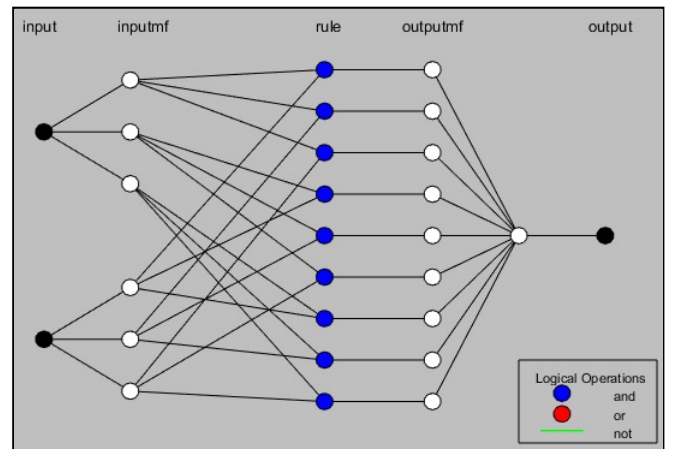 input inputmf rule outputmf output
Logical Operations
and
or
not